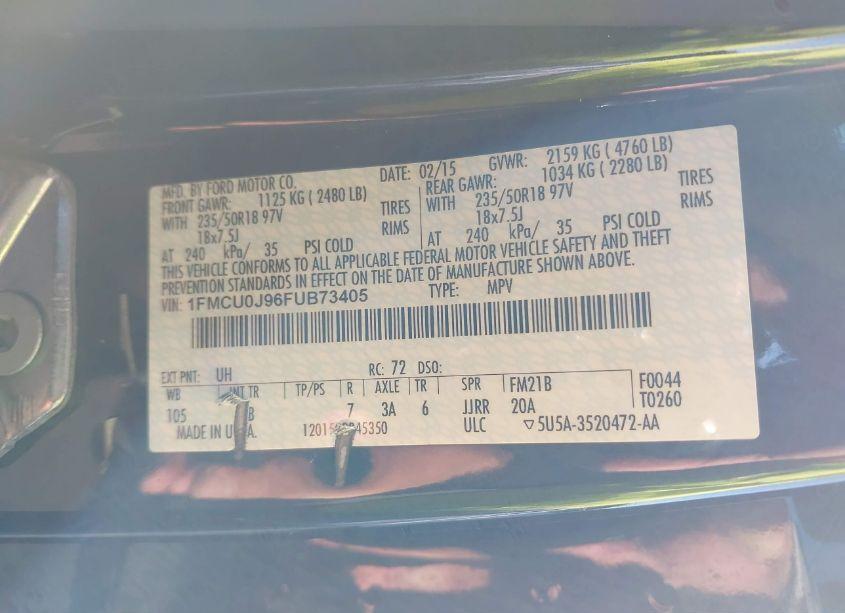 MFD. BY FORD MOTOR CO. DATE: 02/15 GVWR: 2159 KG ( 4760 LB)
FRONT GAWR: 1125 KG ( 2480 LB) REAR GAWR: 1034 KG ( 2280 LB)
WITH 235/50R18 97V TIRES WITH 235/50R18 97V TIRES
18x7.5J RIMS 18x7.5J RIMS
AT 240 kPa/ 35 PSI COLD AT 240 kPa/ 35 PSI COLD
THIS VEHICLE CONFORMS TO ALL APPLICABLE FEDERAL MOTOR VEHICLE SAFETY AND THEFT
PREVENTION STANDARDS IN EFFECT ON THE DATE OF MANUFACTURE SHOWN ABOVE.
VIN: 1FMCU0J96FUB73405 TYPE: MPV
EXT PNT: UH RC: 72 DSO:
WB INT TR TP/PS R AXLE TR SPR FM21B F0044
105 B 7 3A 6 JJRR 20A T0260
MADE IN U.S.A. ULC ▽5U5A-3520472-AA